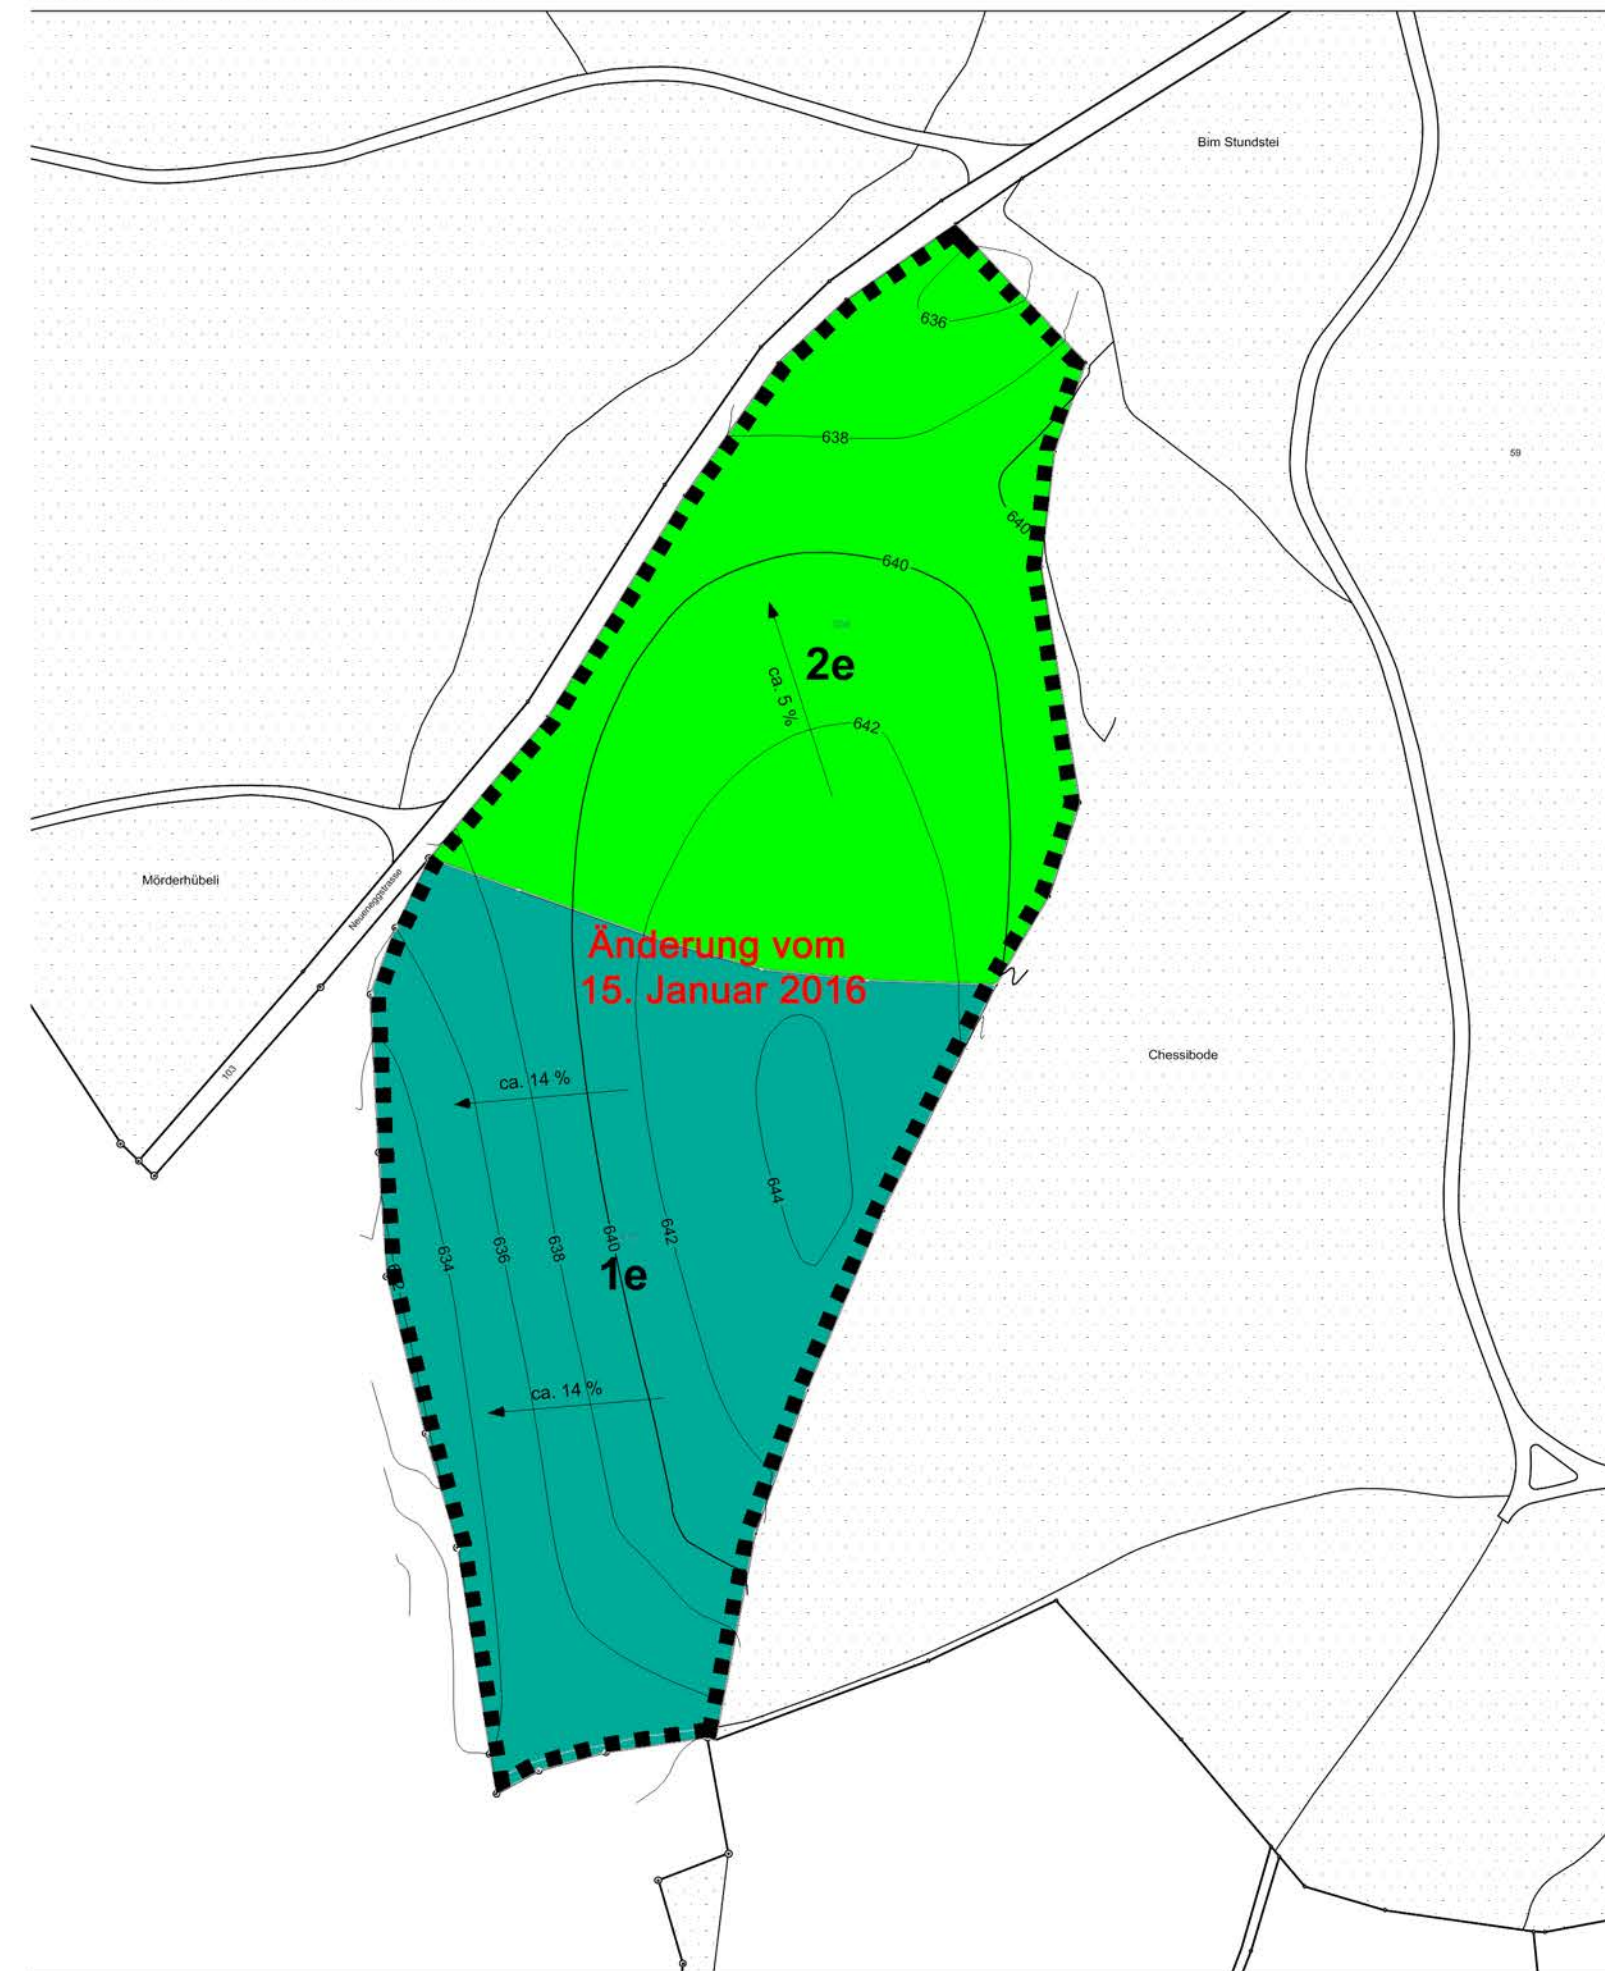 Bim Stundstei
636
638
59
640
640
2e
ca. 5 %
642
Mörderhübeli
Neueneggstrasse
Änderung vom
15. Januar 2016
Chessibode
103
ca. 14 %
644
634
636
638
640
642
1e
ca. 14 %